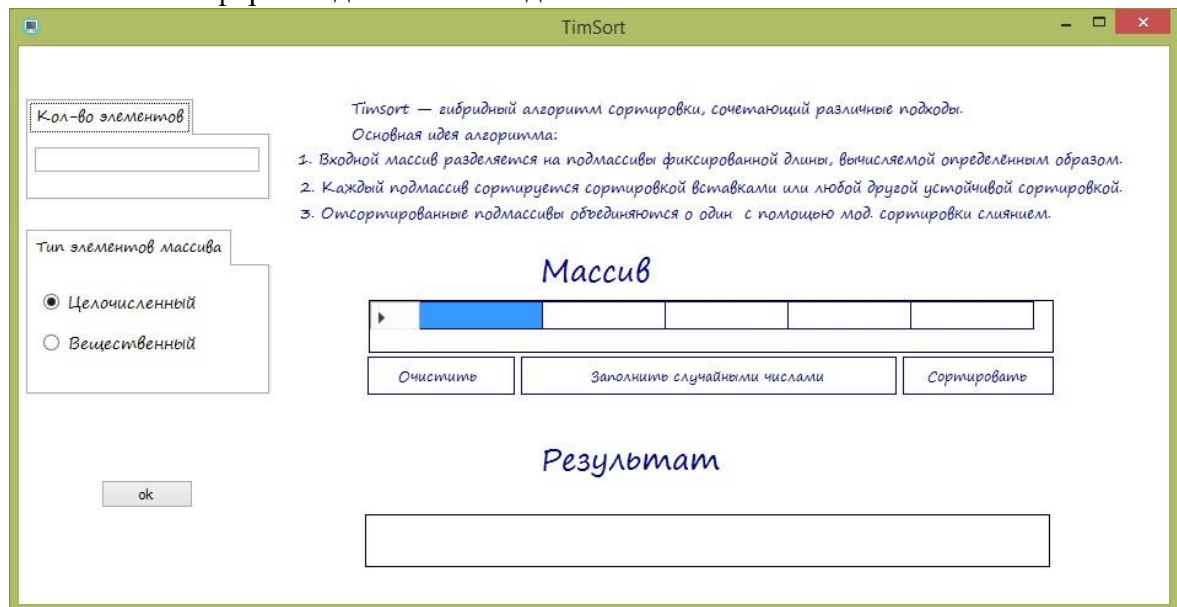 TimSort
Кол-во элементов
Timsort — гибридный алгоритм сортировки, сочетающий различные подходы.
Основная идея алгоритма:
1. Входной массив разделяется на подмассивы фиксированной длины, вычисляемой определённым образом.
2. Каждый подмассив сортируется сортировкой вставками или любой другой устойчивой сортировкой.
3. Отсортированные подмассивы объединяются о один с помощью мод. сортировки слиянием.
Тип элементов массива
Целочисленный
Вещественный
Массив
Очистить
Заполнить случайными числами
Сортировать
Результат
ok